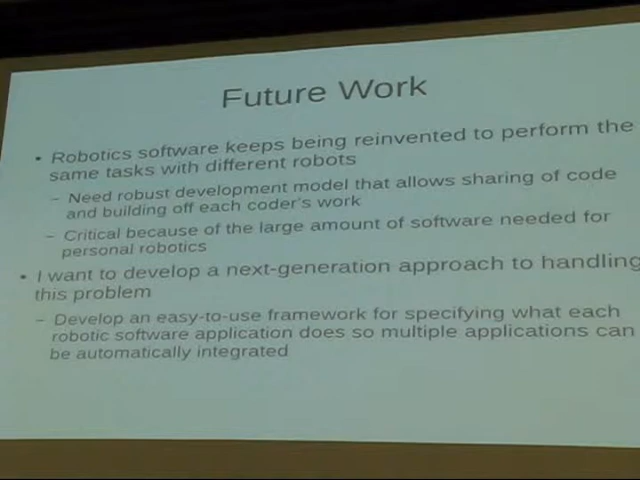 Future Work
• Robotics software keeps being reinvented to perform the
same tasks with different robots
– Need robust development model that allows sharing of code
and building off each coder's work
– Critical because of the large amount of software needed for
personal robotics
• I want to develop a next-generation approach to handling
this problem
– Develop an easy-to-use framework for specifying what each
robotic software application does so multiple applications can
be automatically integrated